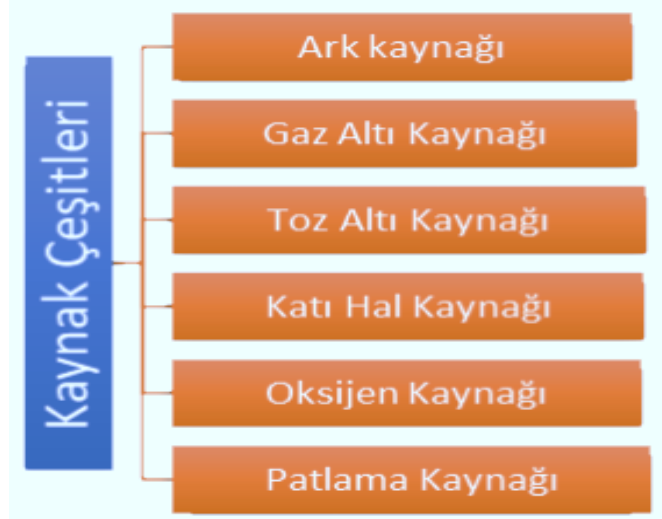 Kaynak Çeşitleri
Ark kaynağı
Gaz Altı Kaynağı
Toz Altı Kaynağı
Katı Hal Kaynağı
Oksijen Kaynağı
Patlama Kaynağı